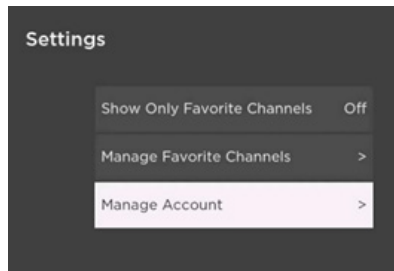 Settings
Show Only Favorite Channels Off
Manage Favorite Channels >
Manage Account >